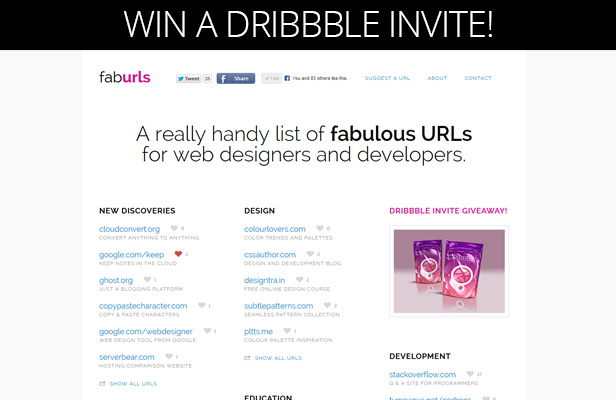 WIN A DRIBBBLE INVITE!
faburls
Tweet 28 Share Like You and 63 others like this. SUGGEST A URL ABOUT CONTACT
A really handy list of fabulous URLs
for web designers and developers.
NEW DISCOVERIES
cloudconvert.org 8
CONVERT ANYTHING TO ANYTHING
google.com/keep 2
KEEP NOTES IN THE CLOUD
ghost.org 1
JUST A BLOGGING PLATFORM
copypastecharacter.com 1
COPY & PASTE CHARACTERS
google.com/webdesigner 1
WEB DESIGN TOOL FROM GOOGLE
serverbear.com 1
HOSTING COMPARISON WEBSITE
SHOW ALL URLS
DESIGN
colourlovers.com 6
COLOR TRENDS AND PALETTES
cssauthor.com 2
DESIGN AND DEVELOPMENT BLOG
designtra.in 2
FREE ONLINE DESIGN COURSE
subtlepatterns.com 2
SEAMLESS PATTERN COLLECTION
pltts.me 1
COLOUR PALETTE INSPIRATION
SHOW ALL URLS
EDUCATION
DRIBBBLE INVITE GIVEAWAY!
DEVELOPMENT
stackoverflow.com 17
Q & A SITE FOR PROGRAMMERS